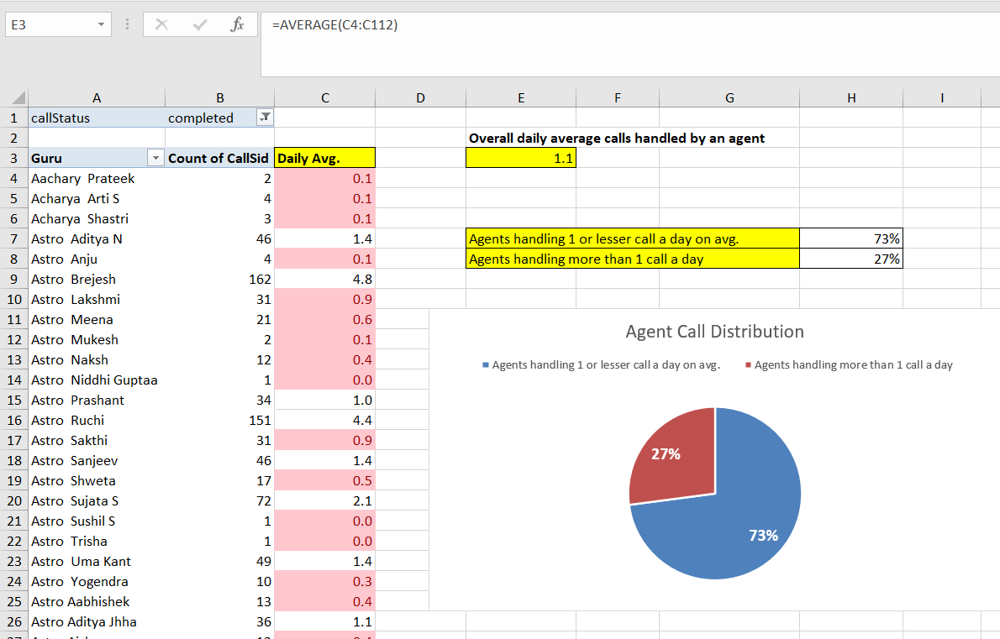 E3 fx =AVERAGE(C4:C112)
A B C D E F G H I
1 callStatus completed
2 Overall daily average calls handled by an agent
3 Guru Count of CallSid Daily Avg. 1.1
4 Aachary Prateek 2 0.1
5 Acharya Arti S 4 0.1
6 Acharya Shastri 3 0.1
7 Astro Aditya N 46 1.4 Agents handling 1 or lesser call a day on avg. 73%
8 Astro Anju 4 0.1 Agents handling more than 1 call a day 27%
9 Astro Brejesh 162 4.8
10 Astro Lakshmi 31 0.9
11 Astro Meena 21 0.6
12 Astro Mukesh 2 0.1
13 Astro Naksh 12 0.4
14 Astro Niddhi Guptaa 1 0.0
15 Astro Prashant 34 1.0
16 Astro Ruchi 151 4.4
17 Astro Sakthi 31 0.9
18 Astro Sanjeev 46 1.4
19 Astro Shweta 17 0.5
20 Astro Sujata S 72 2.1
21 Astro Sushil S 1 0.0
22 Astro Trisha 1 0.0
23 Astro Uma Kant 49 1.4
24 Astro Yogendra 10 0.3
25 Astro Aabhishek 13 0.4
26 Astro Aditya Jhha 36 1.1
Agent Call Distribution
Agents handling 1 or lesser call a day on avg. Agents handling more than 1 call a day
27%
73%